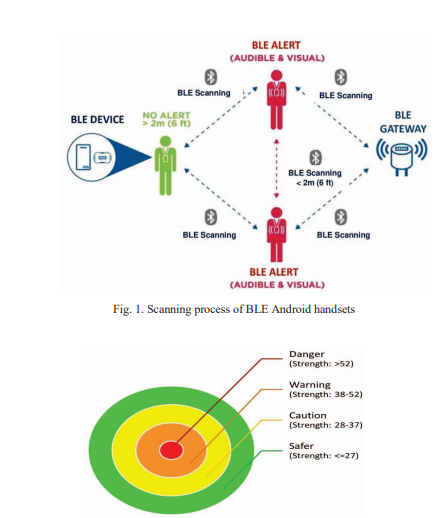 BLE ALERT
(AUDIBLE & VISUAL)
BLE Scanning
BLE Scanning
BLE DEVICE
NO ALERT
> 2m (6 ft)
BLE
GATEWAY
BLE Scanning
< 2m (6 ft)
BLE Scanning
BLE Scanning
BLE ALERT
(AUDIBLE & VISUAL)
Fig. 1. Scanning process of BLE Android handsets
Danger
(Strength: >52)
Warning
(Strength: 38-52)
Caution
(Strength: 28-37)
Safer
(Strength: <=27)